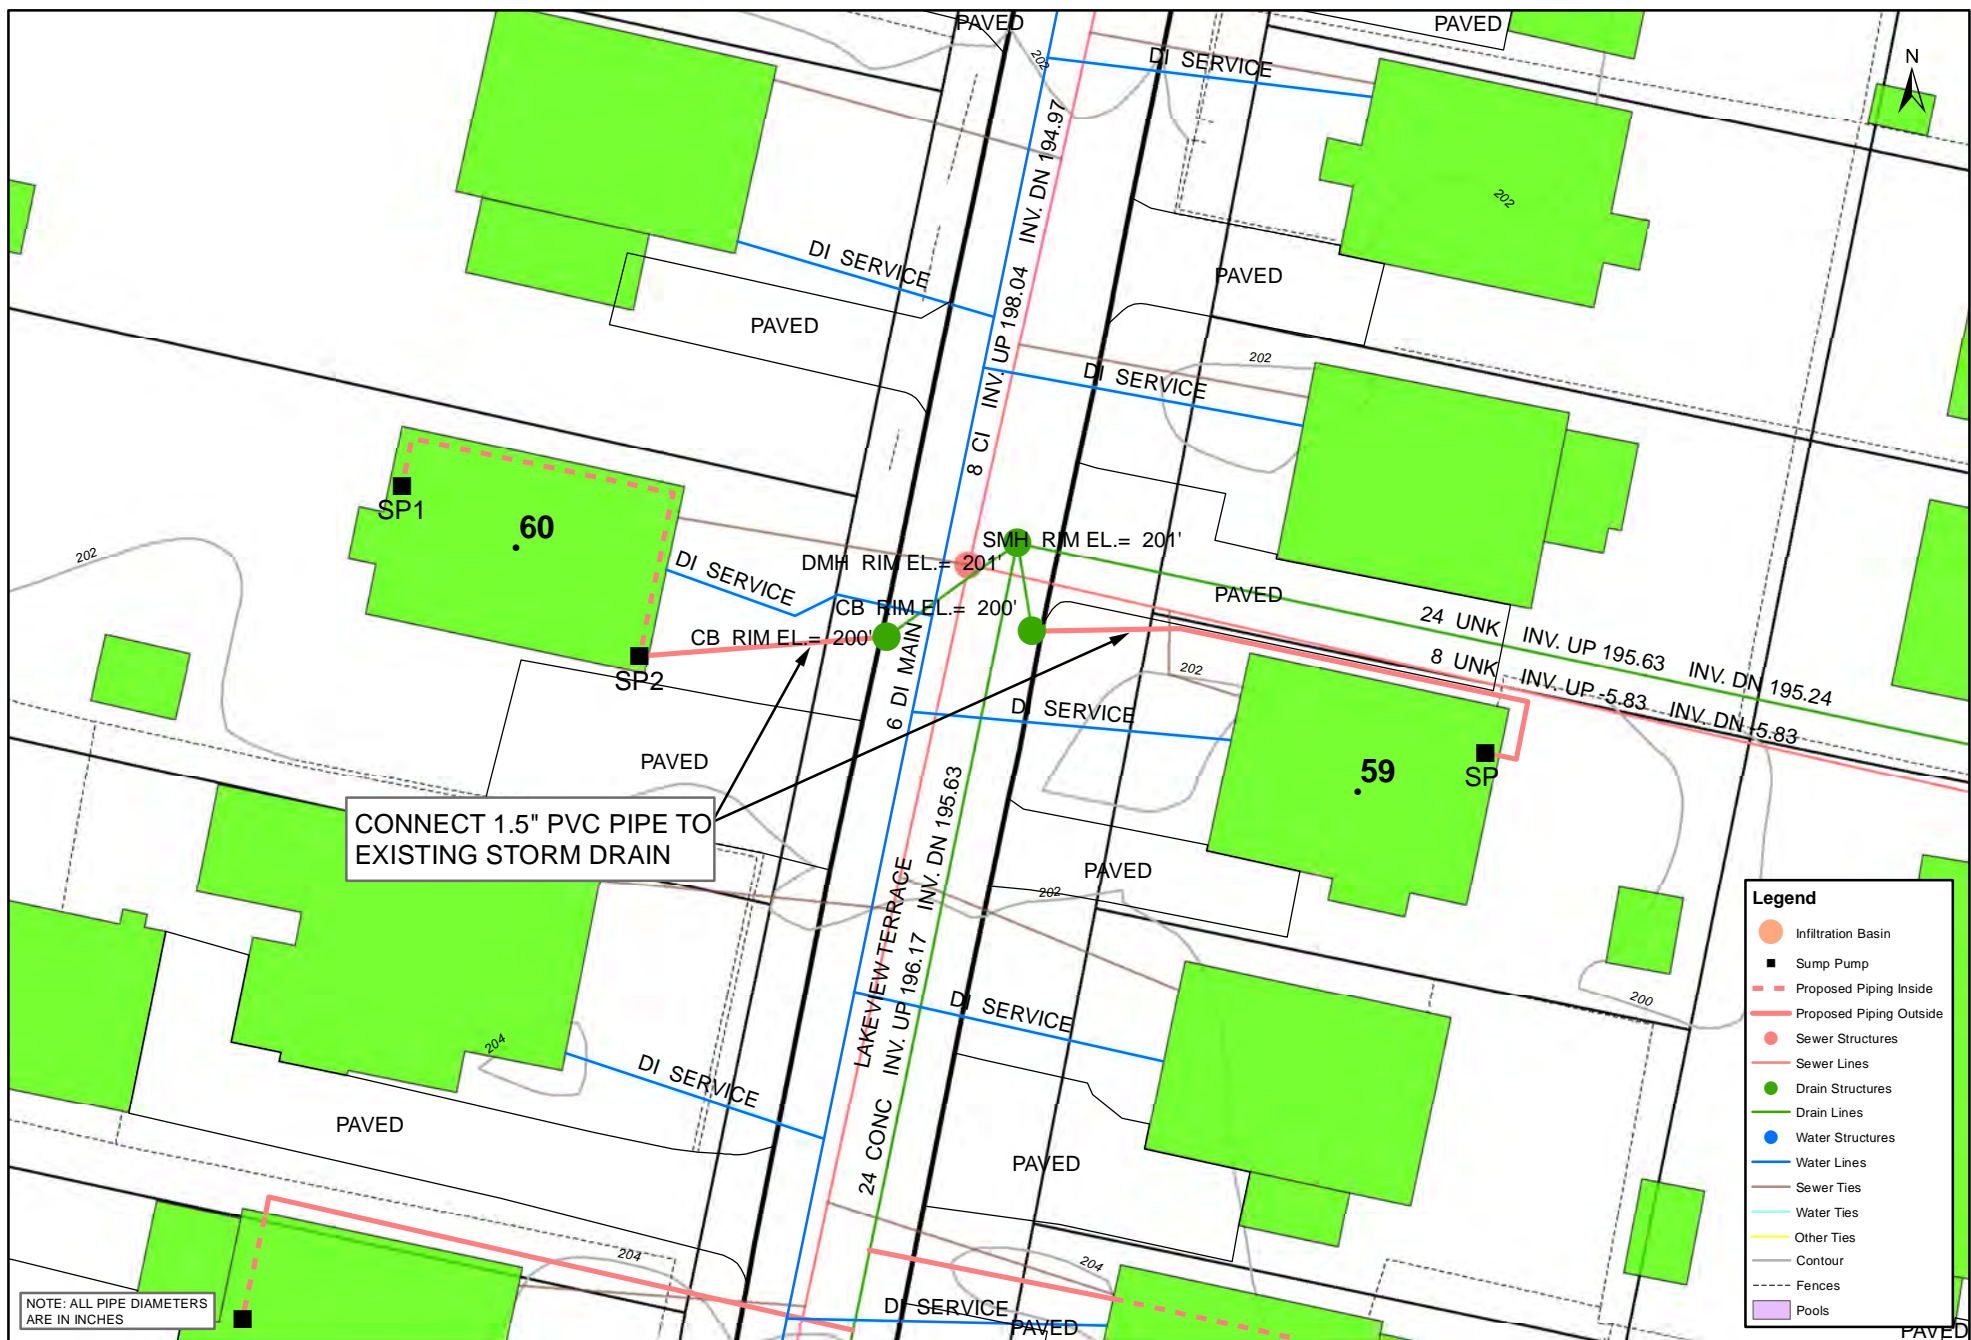 PAVED
PAVED
N
202
DI SERVICE
8 CI INV. UP 198.04 INV. DN 194.97
202
DI SERVICE
PAVED
PAVED
202
DI SERVICE
SP1
60
202
SMH RIM EL.= 201'
DMH RIM EL.= 201'
DI SERVICE
PAVED
CB RIM EL.= 200'
CB RIM EL.= 200'
24 UNK INV. UP 195.63 INV. DN 195.24
8 UNK INV. UP -5.83 INV. DN -5.83
SP2
202
6 DI MAIN
DI SERVICE
PAVED
59
SP
CONNECT 1.5" PVC PIPE TO
EXISTING STORM DRAIN
PAVED
202
LAKEVIEW TERRACE
24 CONC INV. UP 196.17 INV. DN 195.63
DI SERVICE
200
204
DI SERVICE
PAVED
PAVED
204
204
DI SERVICE
PAVED
PAVED
NOTE: ALL PIPE DIAMETERS
ARE IN INCHES
Legend
Infiltration Basin
Sump Pump
Proposed Piping Inside
Proposed Piping Outside
Sewer Structures
Sewer Lines
Drain Structures
Drain Lines
Water Structures
Water Lines
Sewer Ties
Water Ties
Other Ties
Contour
Fences
Pools